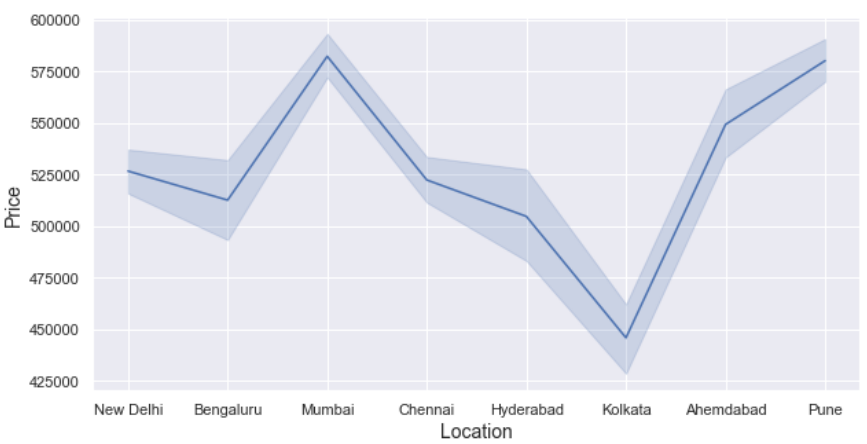 600000
575000
550000
525000
500000
475000
450000
425000
Price
New Delhi Bengaluru Mumbai Chennai Hyderabad Kolkata Ahemdabad Pune
Location